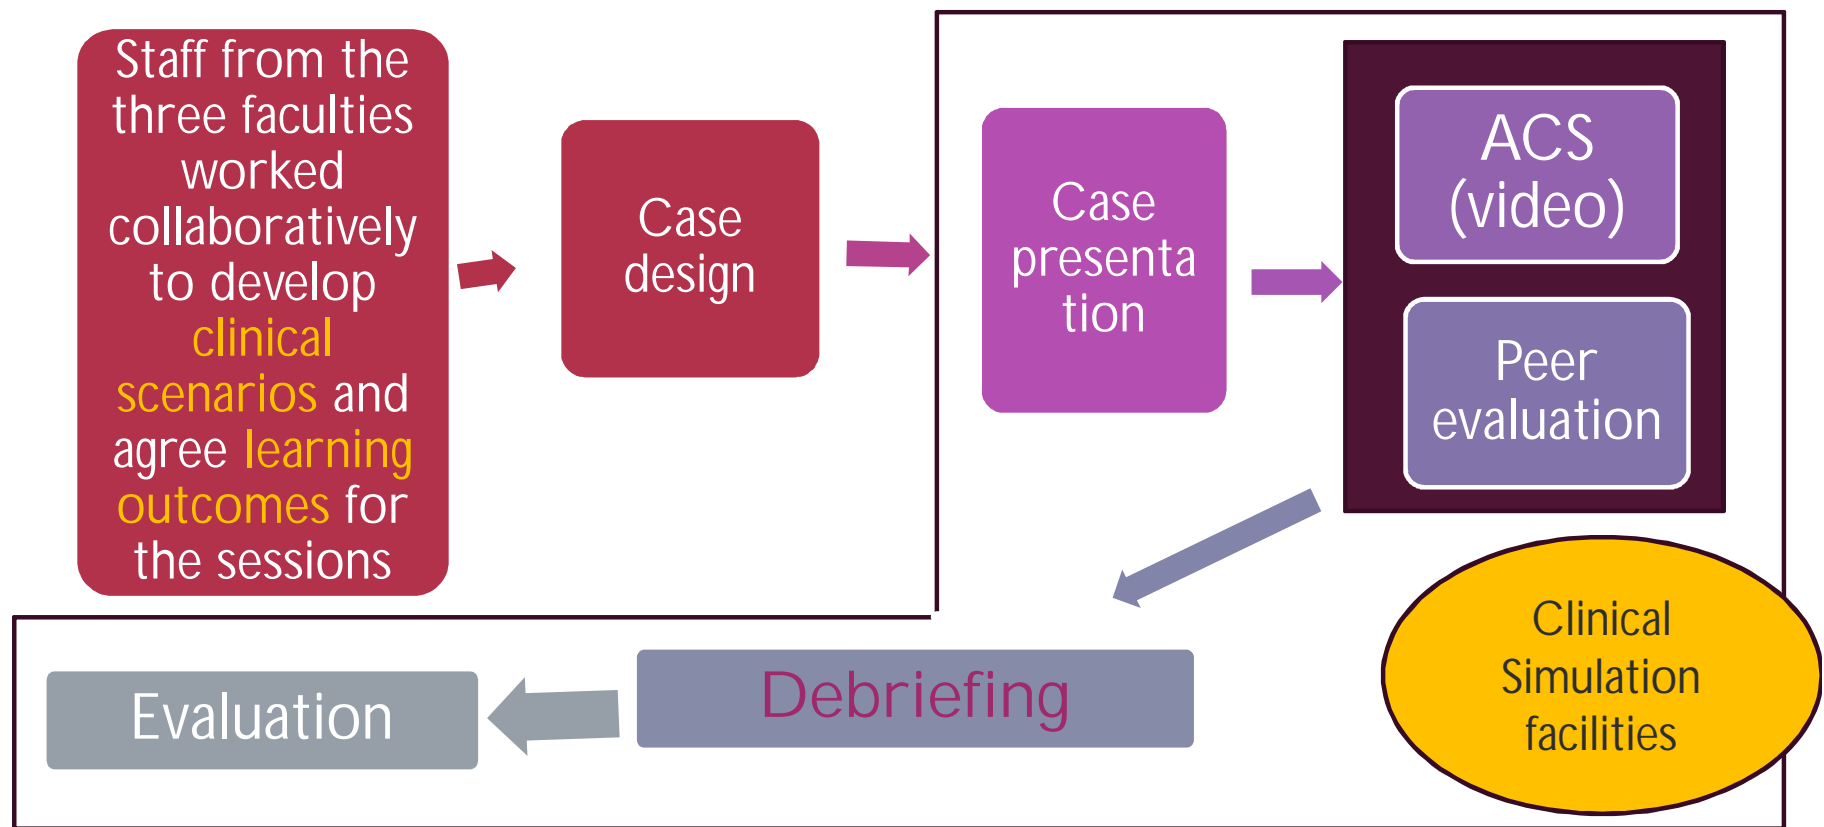 Staff from the
three faculties
worked
collaboratively
to develop
clinical
scenarios and
agree learning
outcomes for
the sessions
Case
design
Case
presenta
tion
ACS
(video)
Peer
evaluation
Debriefing
Evaluation
Clinical
Simulation
facilities